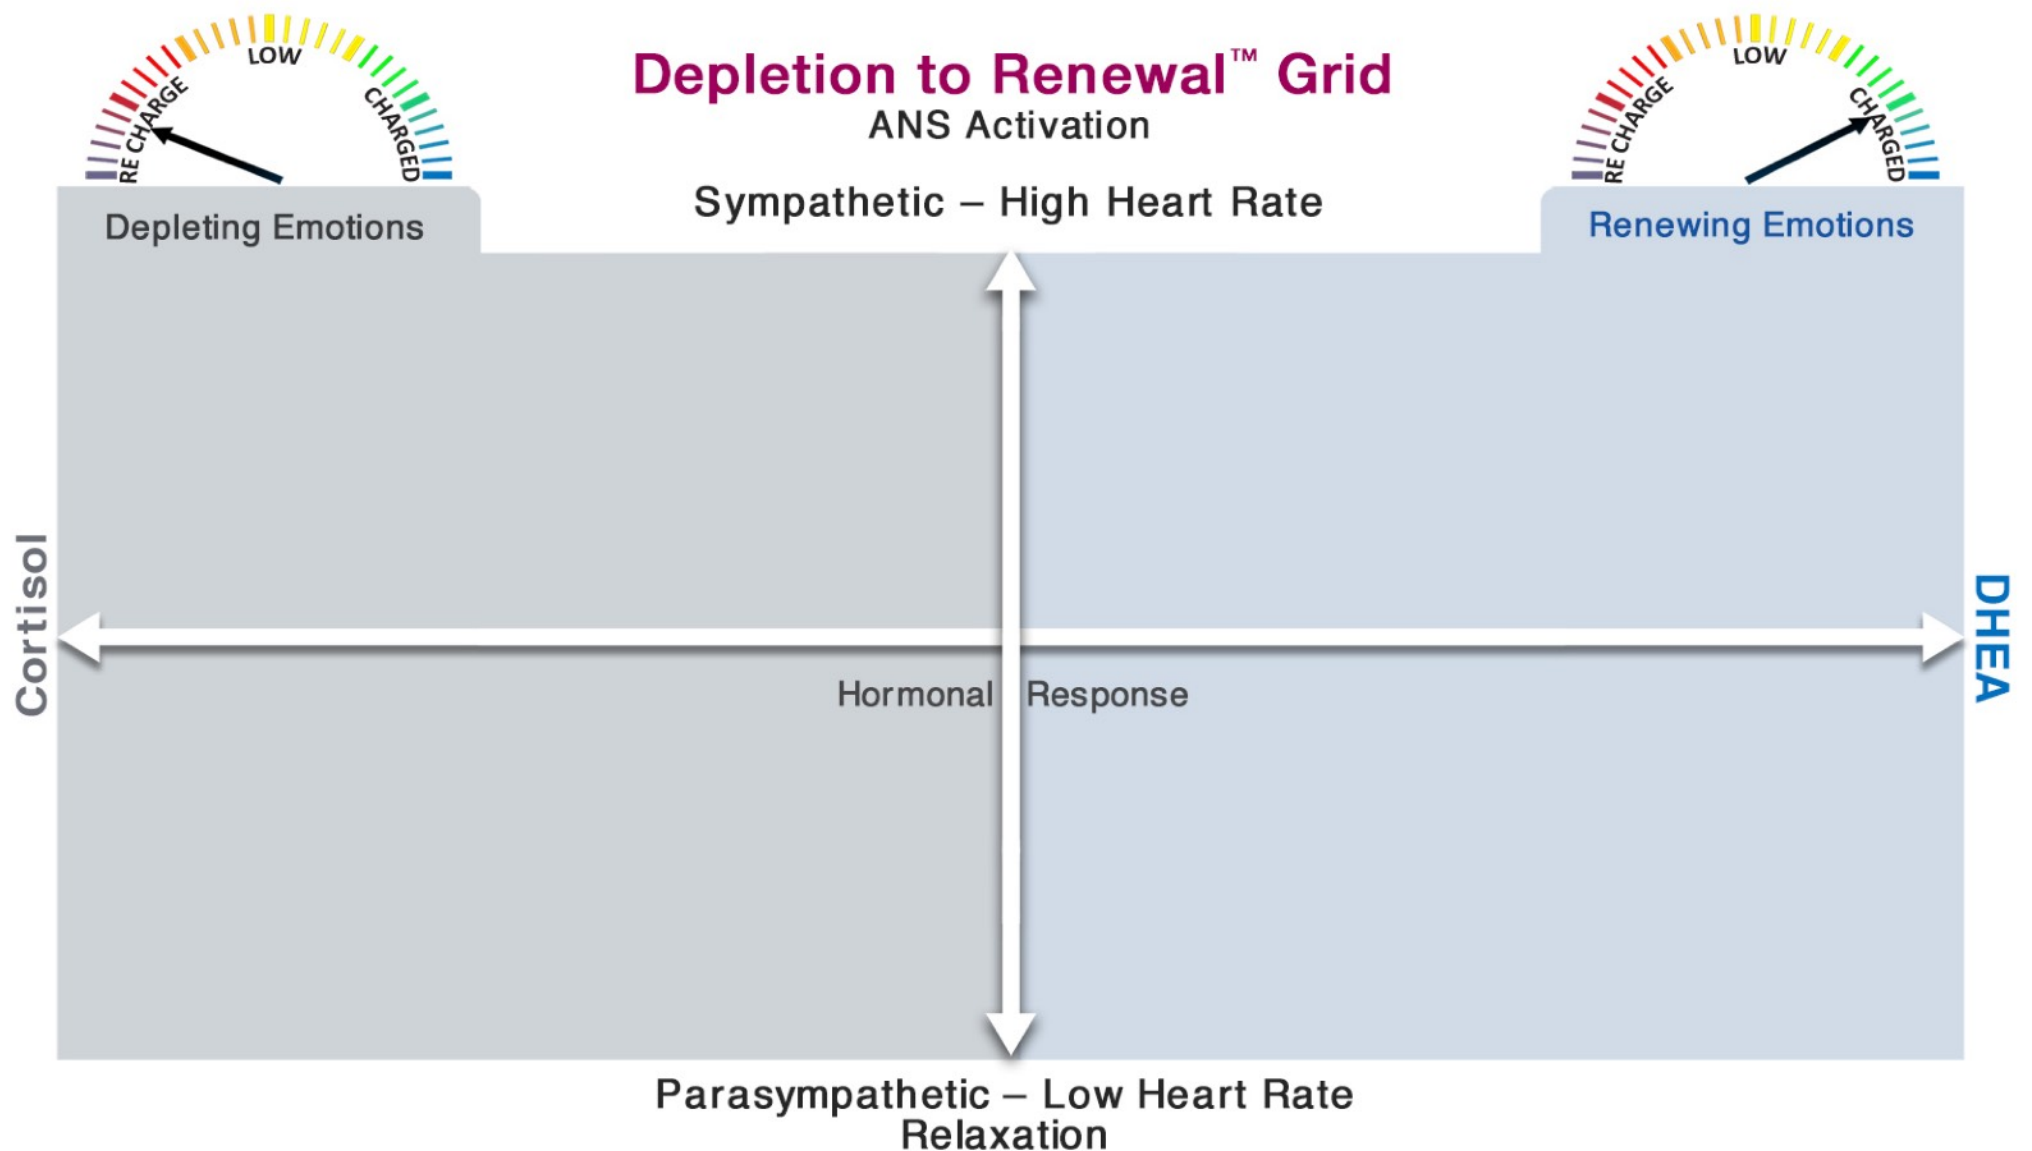 LOW
RE CHARGE
CHARGED
Depletion to Renewal™ Grid
ANS Activation
LOW
RE CHARGE
CHARGED
Sympathetic – High Heart Rate
Depleting Emotions
Renewing Emotions
Cortisol
DHEA
Hormonal Response
Parasympathetic – Low Heart Rate
Relaxation